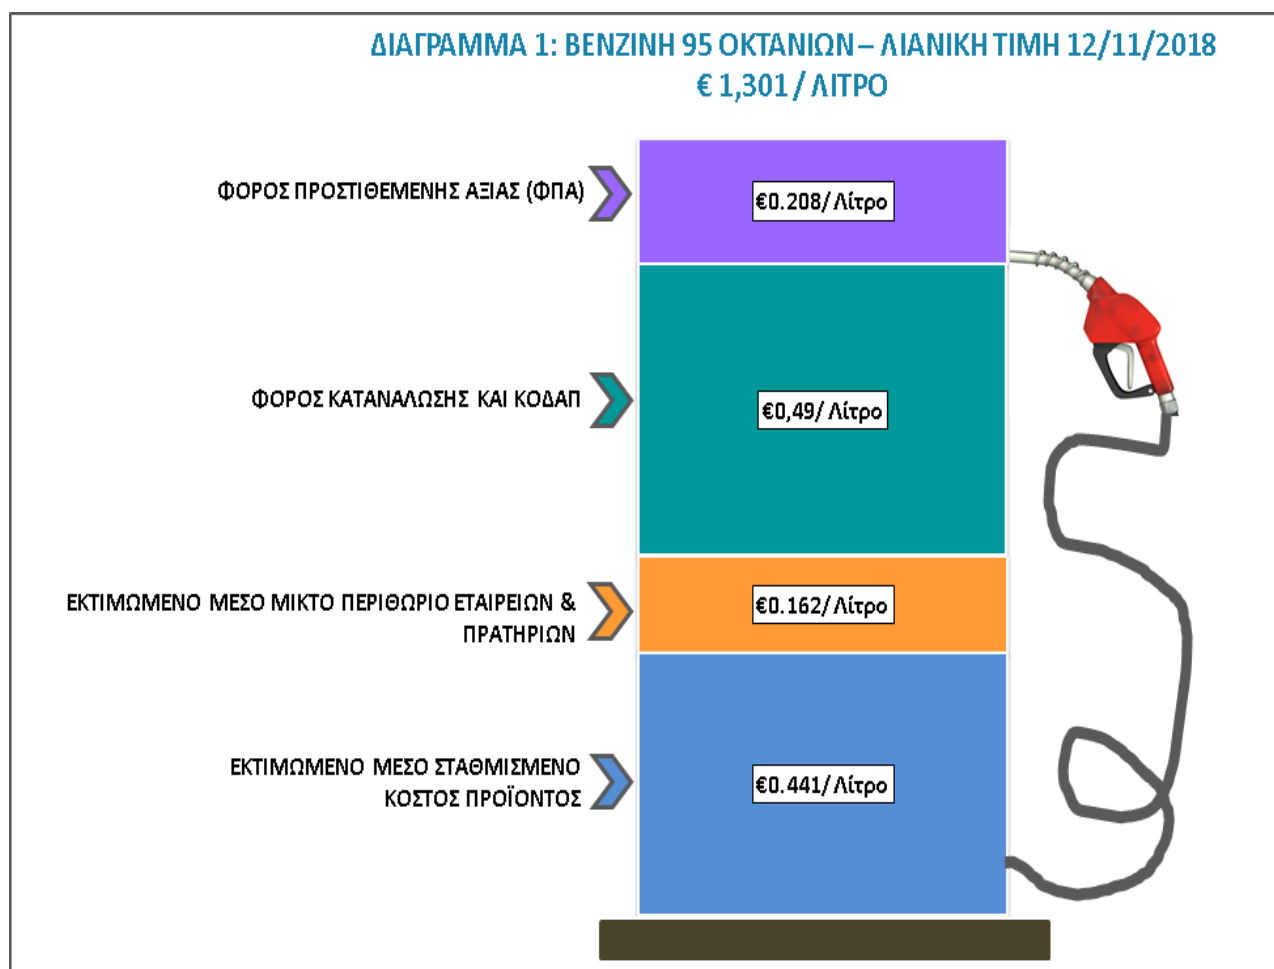 ΔΙΑΓΡΑΜΜΑ 1: ΒΕΝΖΙΝΗ 95 ΟΚΤΑΝΙΩΝ – ΛΙΑΝΙΚΗ ΤΙΜΗ 12/11/2018
€ 1,301 / ΛΙΤΡΟ
ΦΟΡΟΣ ΠΡΟΣΤΙΘΕΜΕΝΗΣ ΑΞΙΑΣ (ΦΠΑ)
€0.208/ Λίτρο
ΦΟΡΟΣ ΚΑΤΑΝΑΛΩΣΗΣ ΚΑΙ ΚΟΔΑΠ
€0,49/ Λίτρο
ΕΚΤΙΜΩΜΕΝΟ ΜΕΣΟ ΜΙΚΤΟ ΠΕΡΙΘΩΡΙΟ ΕΤΑΙΡΕΙΩΝ &
ΠΡΑΤΗΡΙΩΝ
€0.162/ Λίτρο
ΕΚΤΙΜΩΜΕΝΟ ΜΕΣΟ ΣΤΑΘΜΙΣΜΕΝΟ
ΚΟΣΤΟΣ ΠΡΟΪΟΝΤΟΣ
€0.441/ Λίτρο